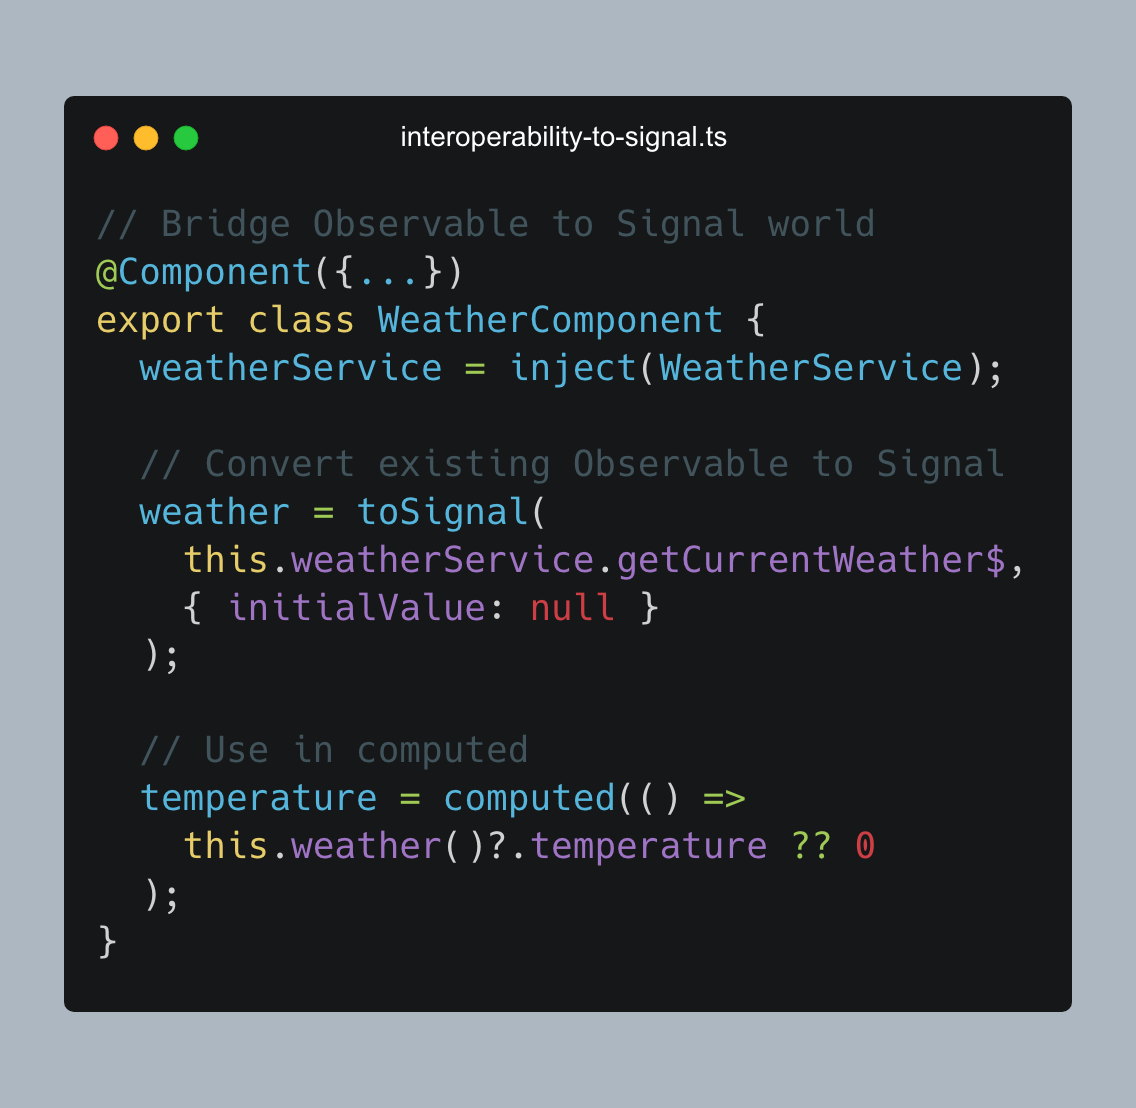 interoperability-to-signal.ts
// Bridge Observable to Signal world
@Component({...})
export class WeatherComponent {
  weatherService = inject(WeatherService);

  // Convert existing Observable to Signal
  weather = toSignal(
    this.weatherService.getCurrentWeather$,
    { initialValue: null }
  );

  // Use in computed
  temperature = computed(() =>
    this.weather()?.temperature ?? 0
  );
}